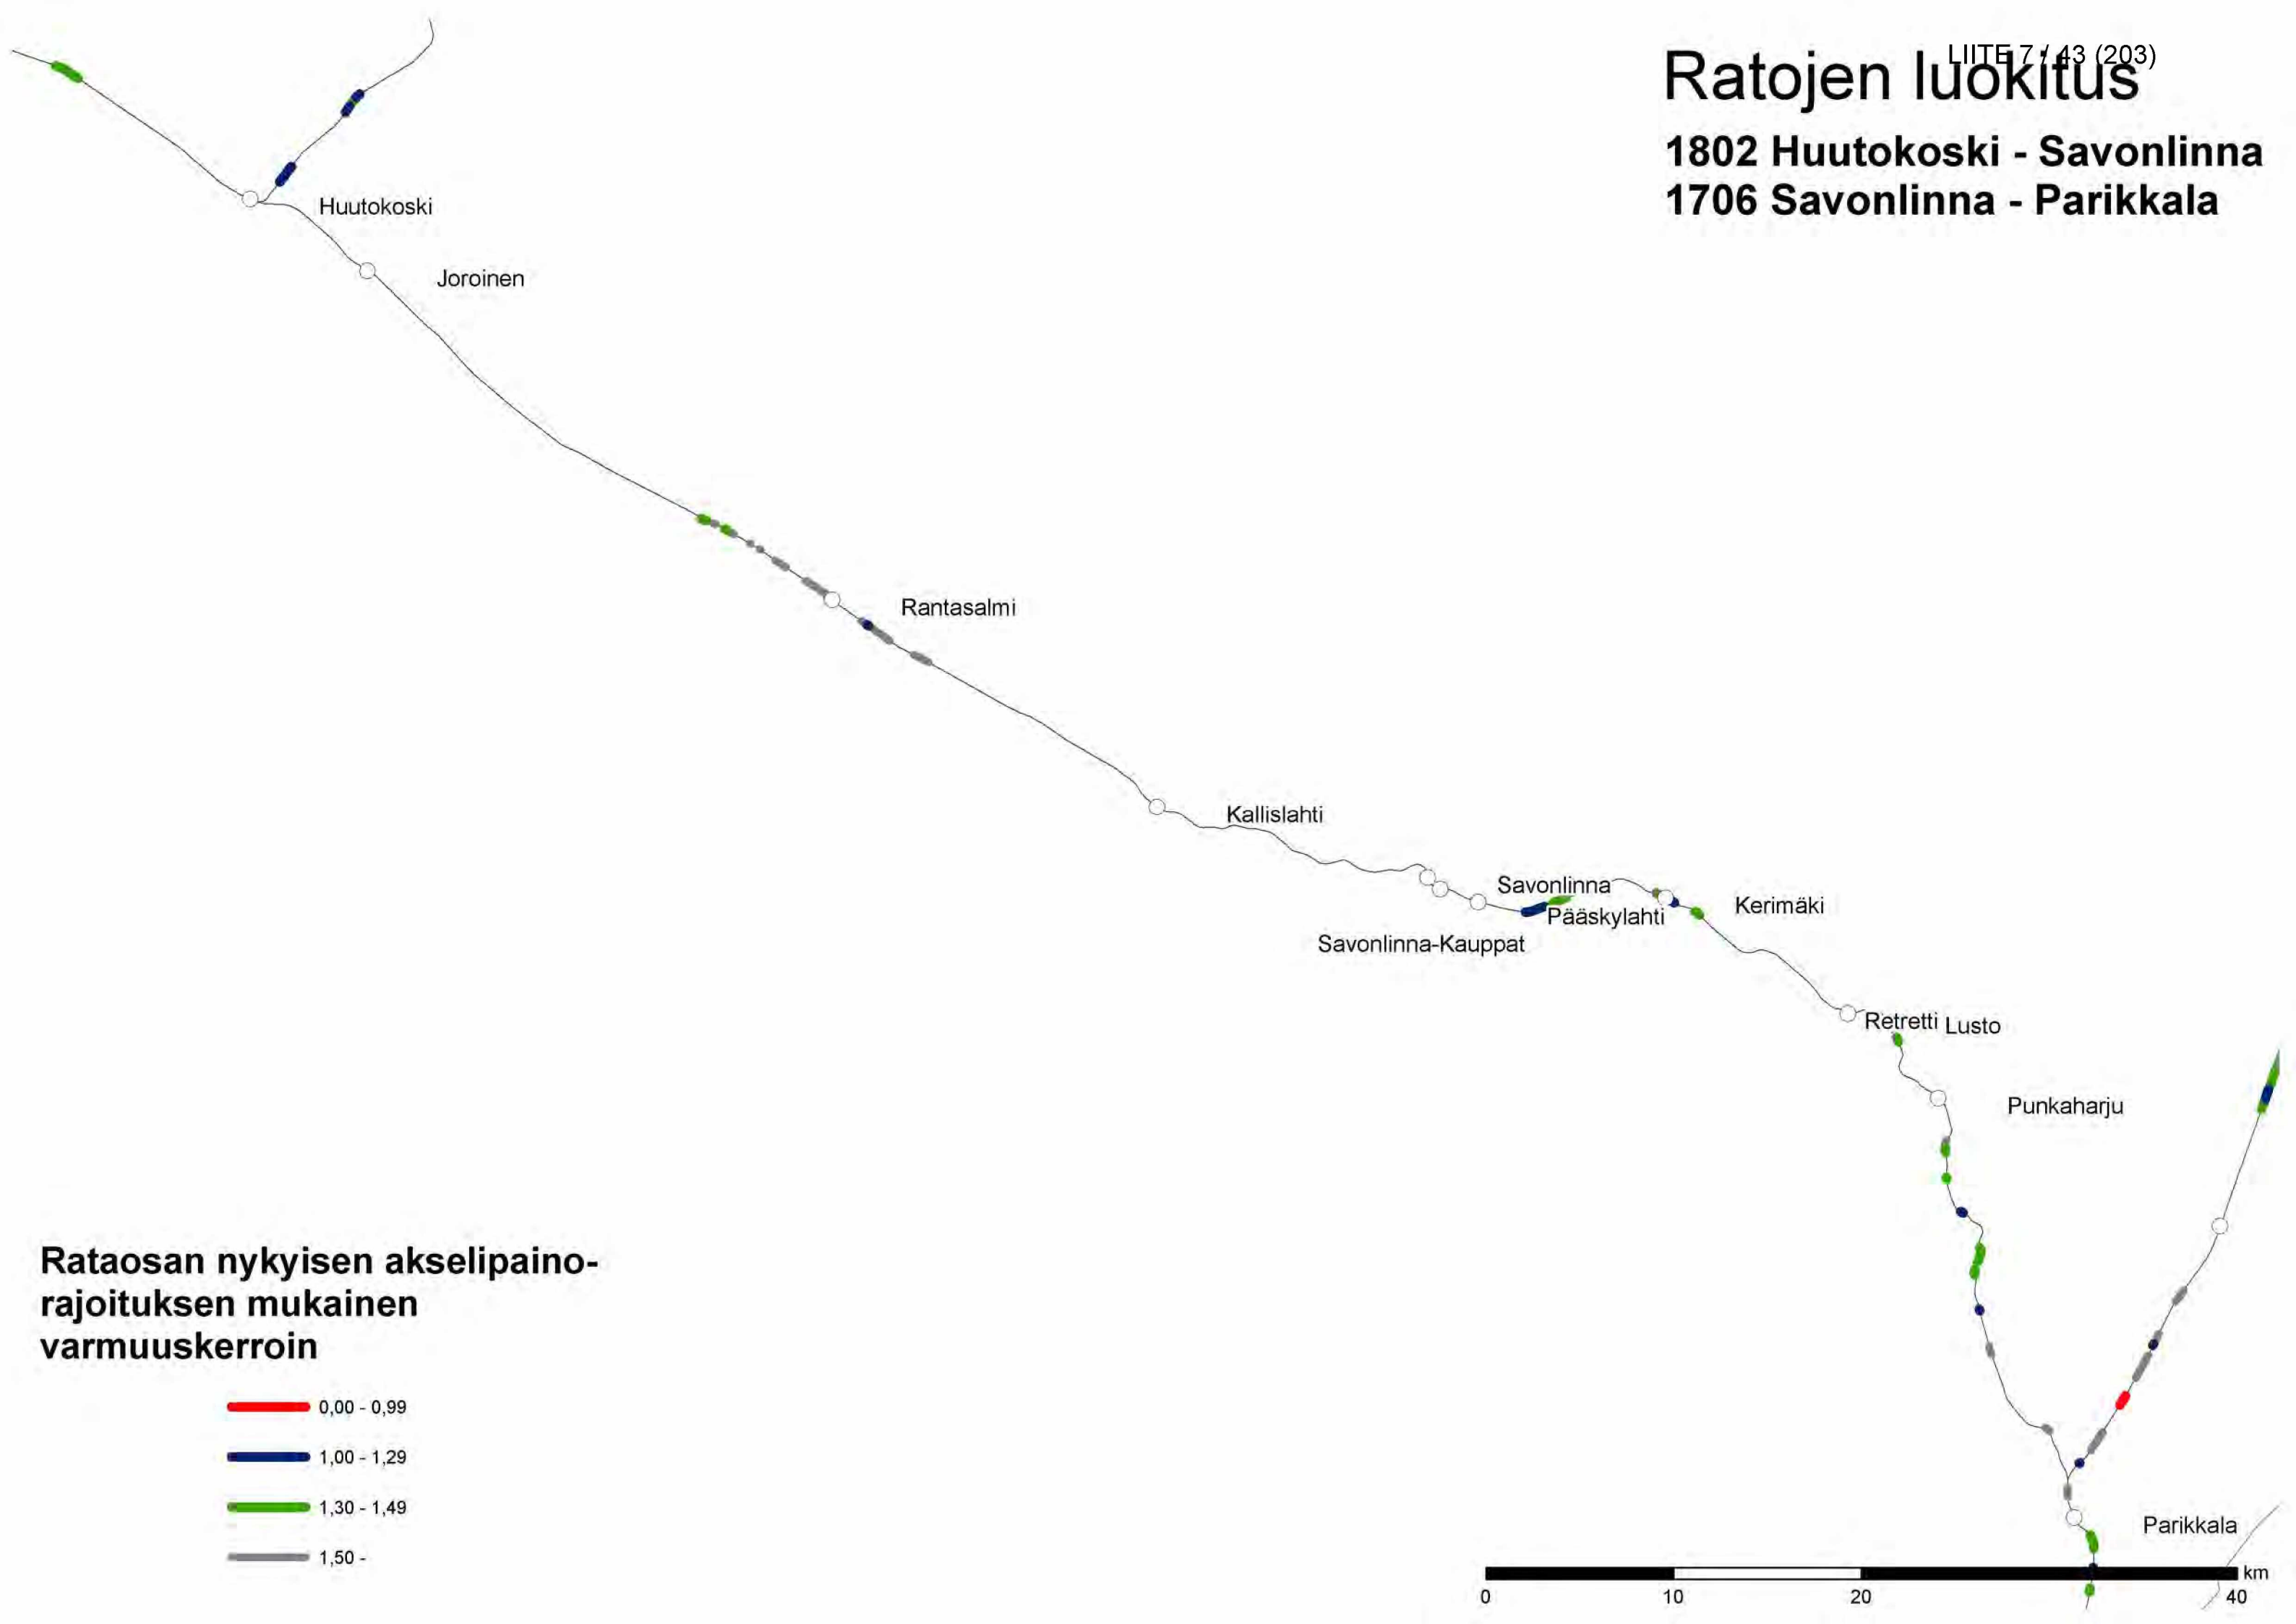 LIITE 7 / 43 (203)
Ratojen luokitus
1802 Huutokoski - Savonlinna
1706 Savonlinna - Parikkala
Huutokoski
Joroinen
Rantasalmi
Kallislahti
Savonlinna
Kerimäki
Pääskylahti
Savonlinna-Kauppat
Retretti
Lusto
Punkaharju
Rataosan nykyisen akselipaino-
rajoituksen mukainen
varmuuskerroin
0,00 - 0,99
1,00 - 1,29
1,30 - 1,49
1,50 -
Parikkala
km
0 10 20 40